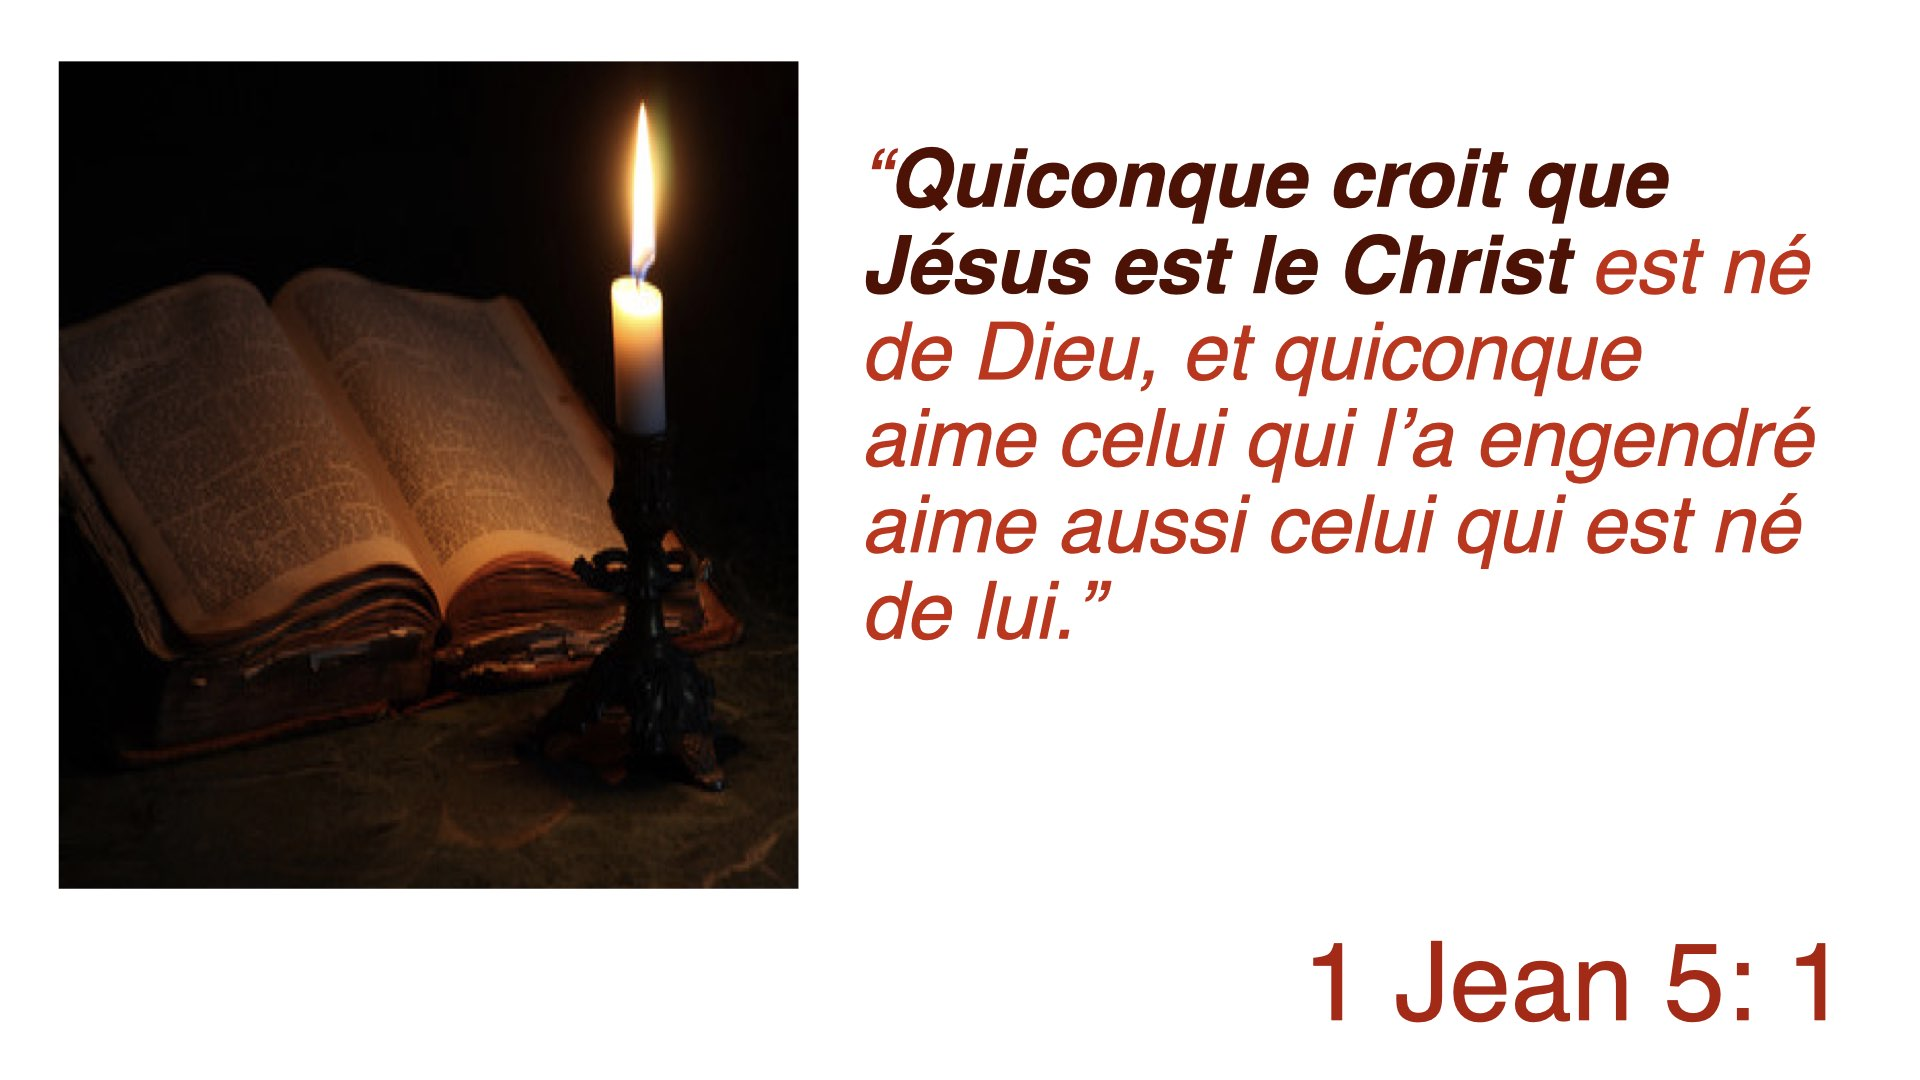 “Quiconque croit que
Jésus est le Christ est né
de Dieu, et quiconque
aime celui qui l’a engendré
aime aussi celui qui est né
de lui.”
1 Jean 5: 1